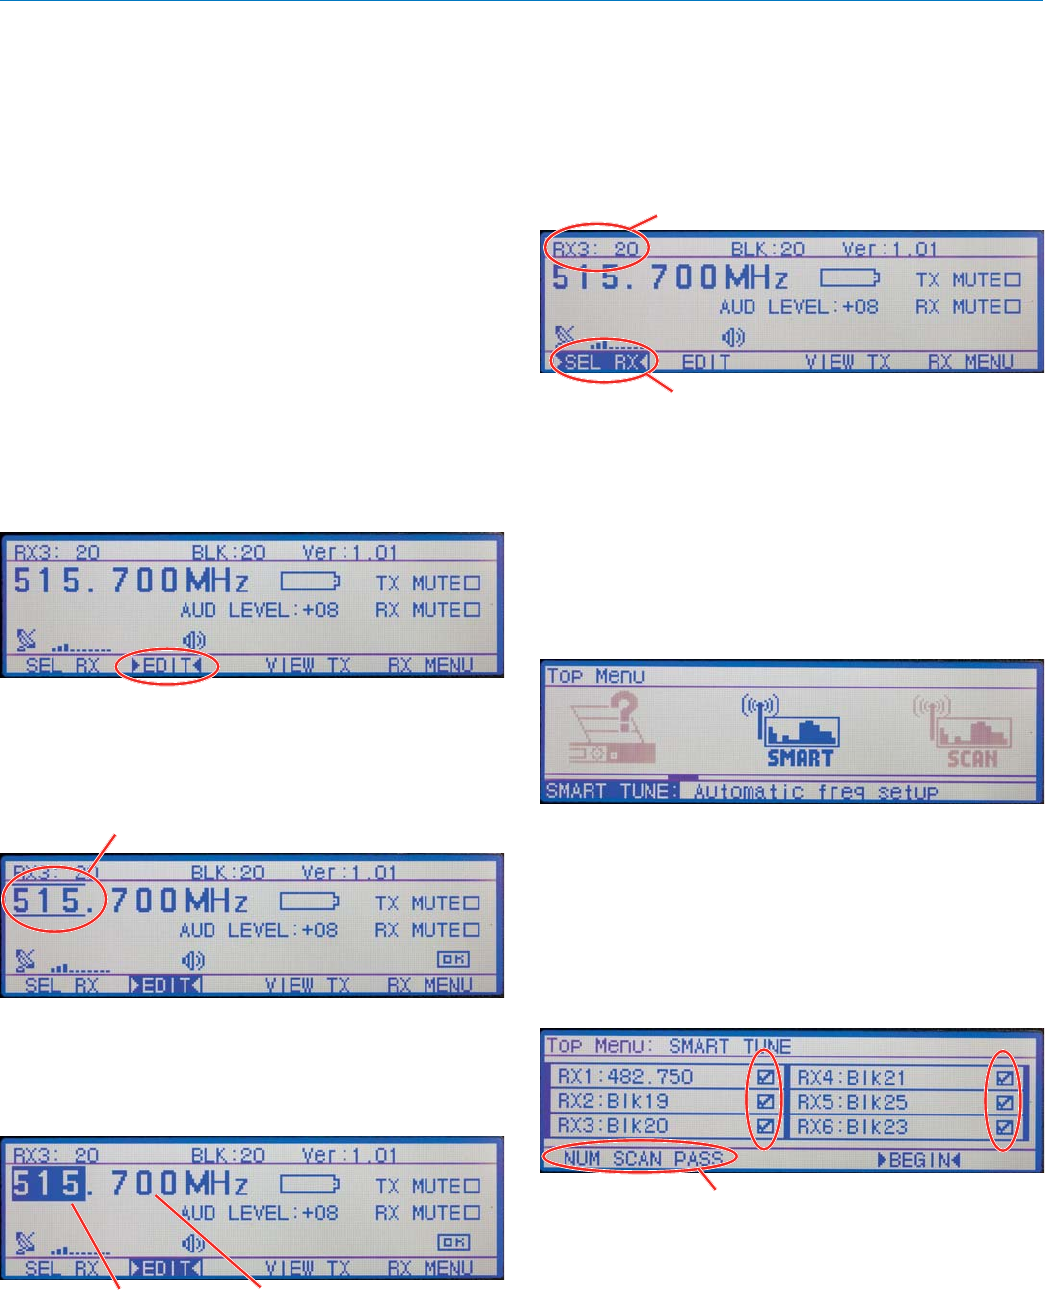 RX3: 20 BLK:20 Ver:1.01
515.700MHz TX MUTE
AUD LEVEL:+08 RX MUTE
SEL RX EDIT VIEW TX RX MENU
RX3: 20 BLK:20 Ver:1.01
515.700MHz TX MUTE
AUD LEVEL:+08 RX MUTE
OK
SEL RX EDIT VIEW TX RX MENU
RX3: 20 BLK:20 Ver:1.01
515.700MHz TX MUTE
AUD LEVEL:+08 RX MUTE
OK
SEL RX EDIT VIEW TX RX MENU
RX3: 20 BLK:20 Ver:1.01
515.700MHz TX MUTE
AUD LEVEL:+08 RX MUTE
SEL RX EDIT VIEW TX RX MENU
Top Menu
?
SMART SCAN
SMART TUNE: Automatic freq setup
Top Menu: SMART TUNE
RX1:482.750 RX4:Blk21
RX2:Blk19 RX5:Blk25
RX3:Blk20 RX6:Blk23
NUM SCAN PASS BEGIN